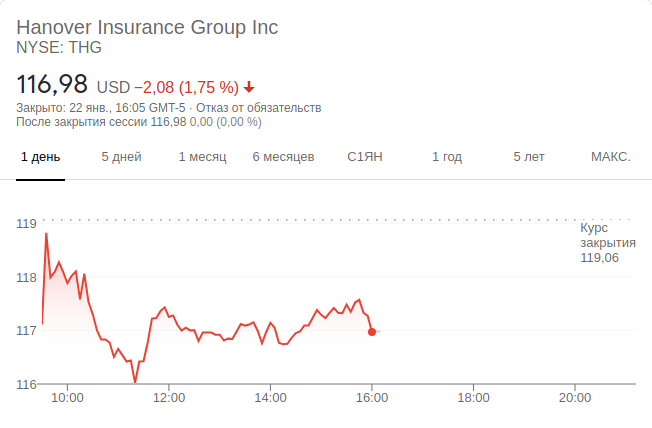 Hanover Insurance Group Inc
NYSE: THG
116,98 USD −2,08 (1,75 %)
Закрыто: 22 янв., 16:05 GMT-5 · Отказ от обязательств
После закрытия сессии 116,98 0,00 (0,00 %)
1 день 5 дней 1 месяц 6 месяцев С1ЯН 1 год 5 лет МАКС.
119
Курс
закрытия
119,06
118
117
116
10:00 12:00 14:00 16:00 18:00 20:00